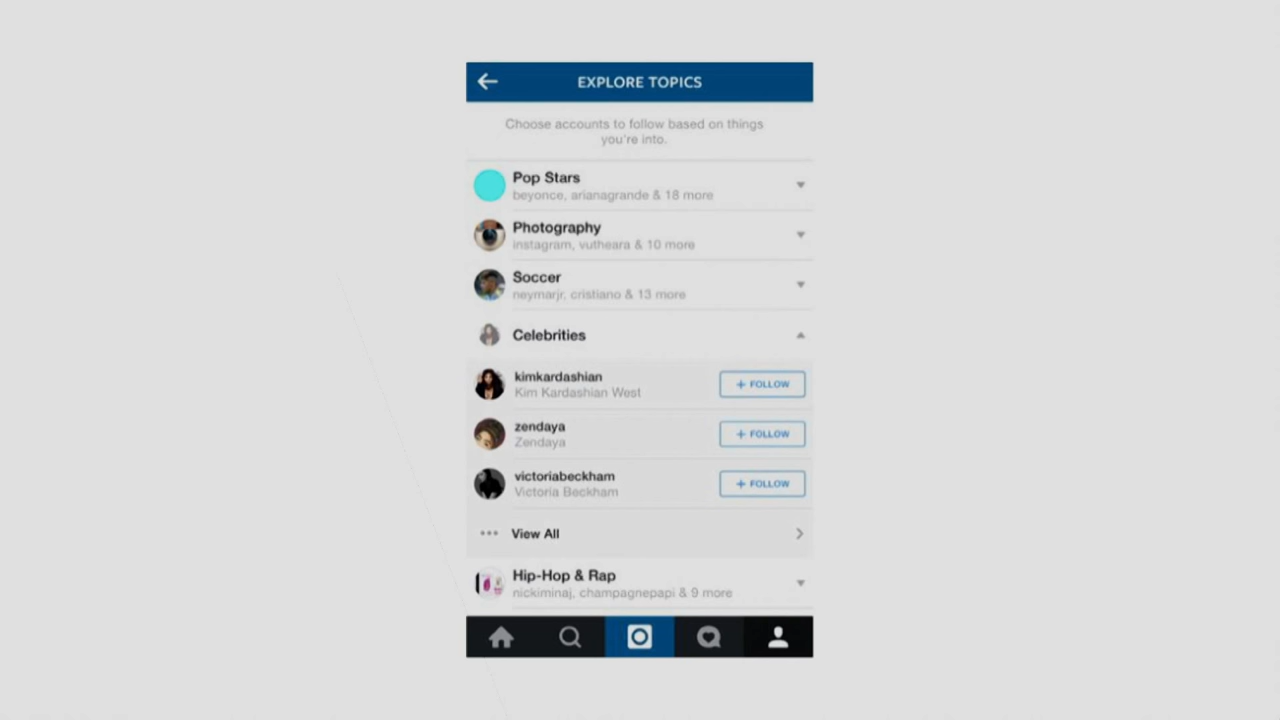 EXPLORE TOPICS
Choose accounts to follow based on things
you're into.
Pop Stars
beyonce, arianagrande & 18 more
Photography
instagram, vutheara & 10 more
Soccer
neymarjr, cristiano & 13 more
Celebrities
kimkardashian
Kim Kardashian West
+ FOLLOW
zendaya
Zendaya
+ FOLLOW
victoriabeckham
Victoria Beckham
+ FOLLOW
View All
Hip-Hop & Rap
nickiminaj, champagnepapi & 9 more